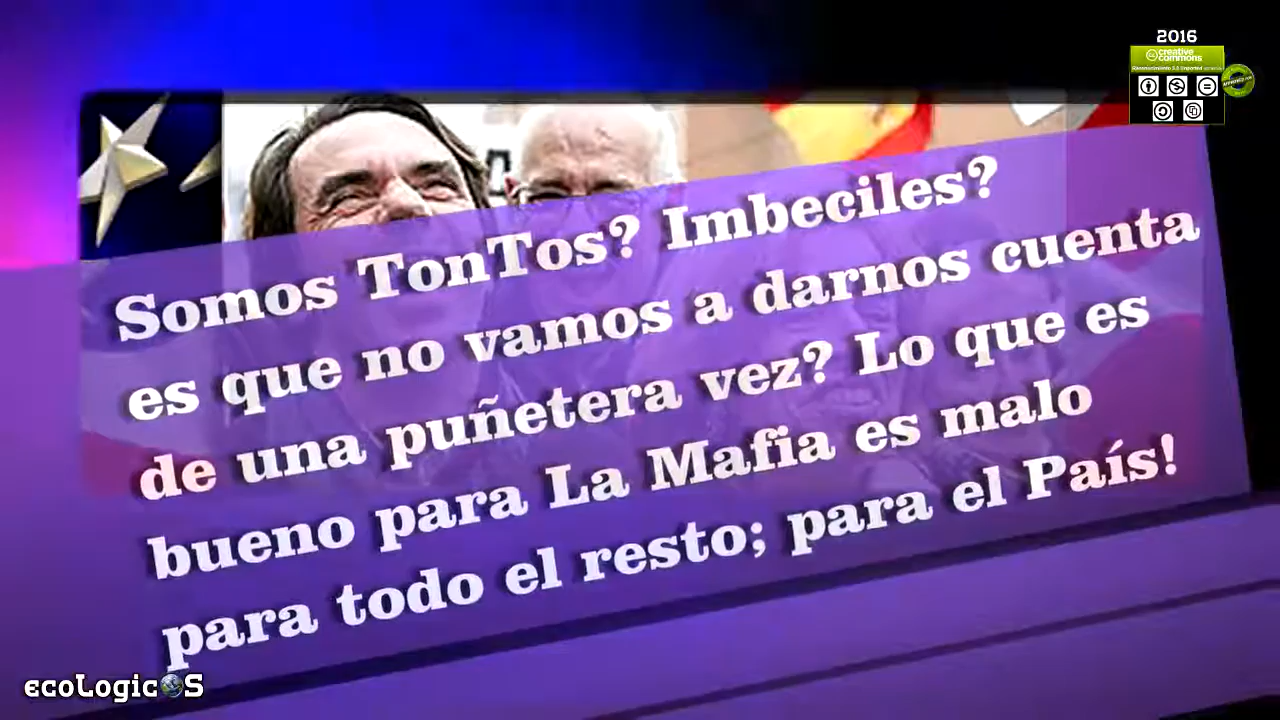 2016
creative commons
Somos TonTos? Imbeciles?
es que no vamos a darnos cuenta
de una puñetera vez? Lo que es
bueno para La Mafia es malo
para todo el resto; para el País!
ecoLogicoS